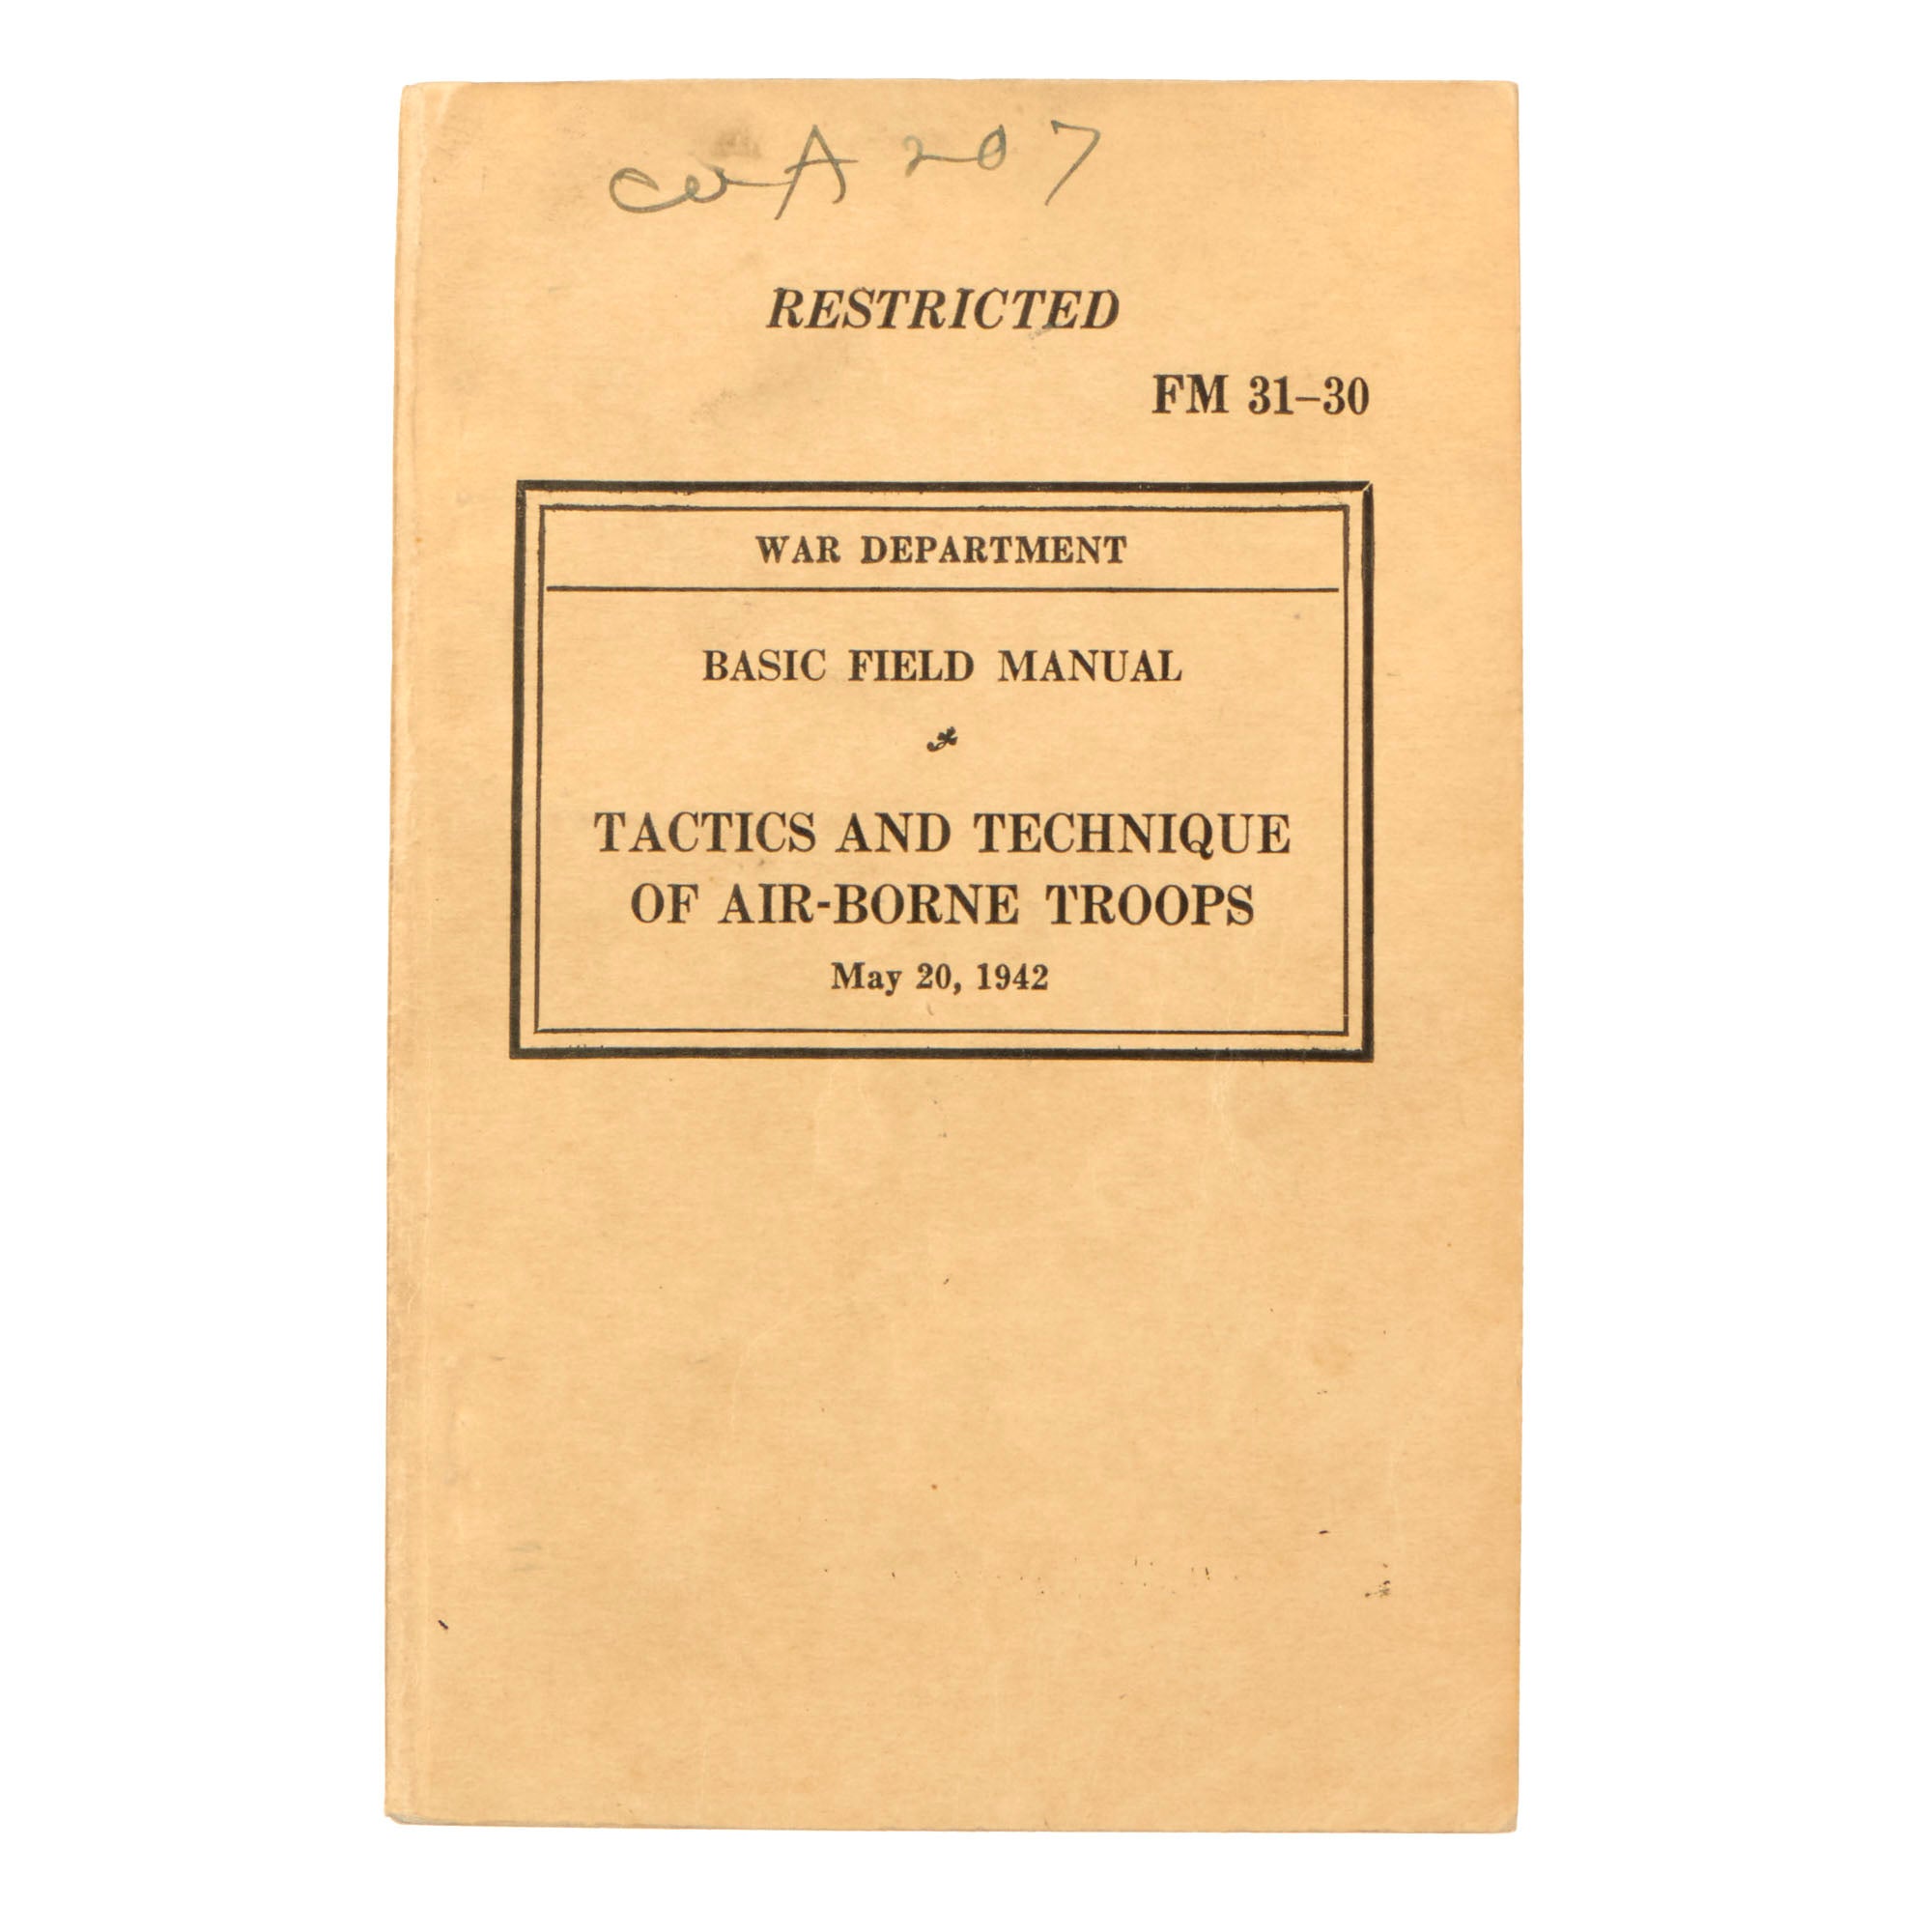 A 207
RESTRICTED
FM 31–30
WAR DEPARTMENT
BASIC FIELD MANUAL
TACTICS AND TECHNIQUE
OF AIR-BORNE TROOPS
May 20, 1942